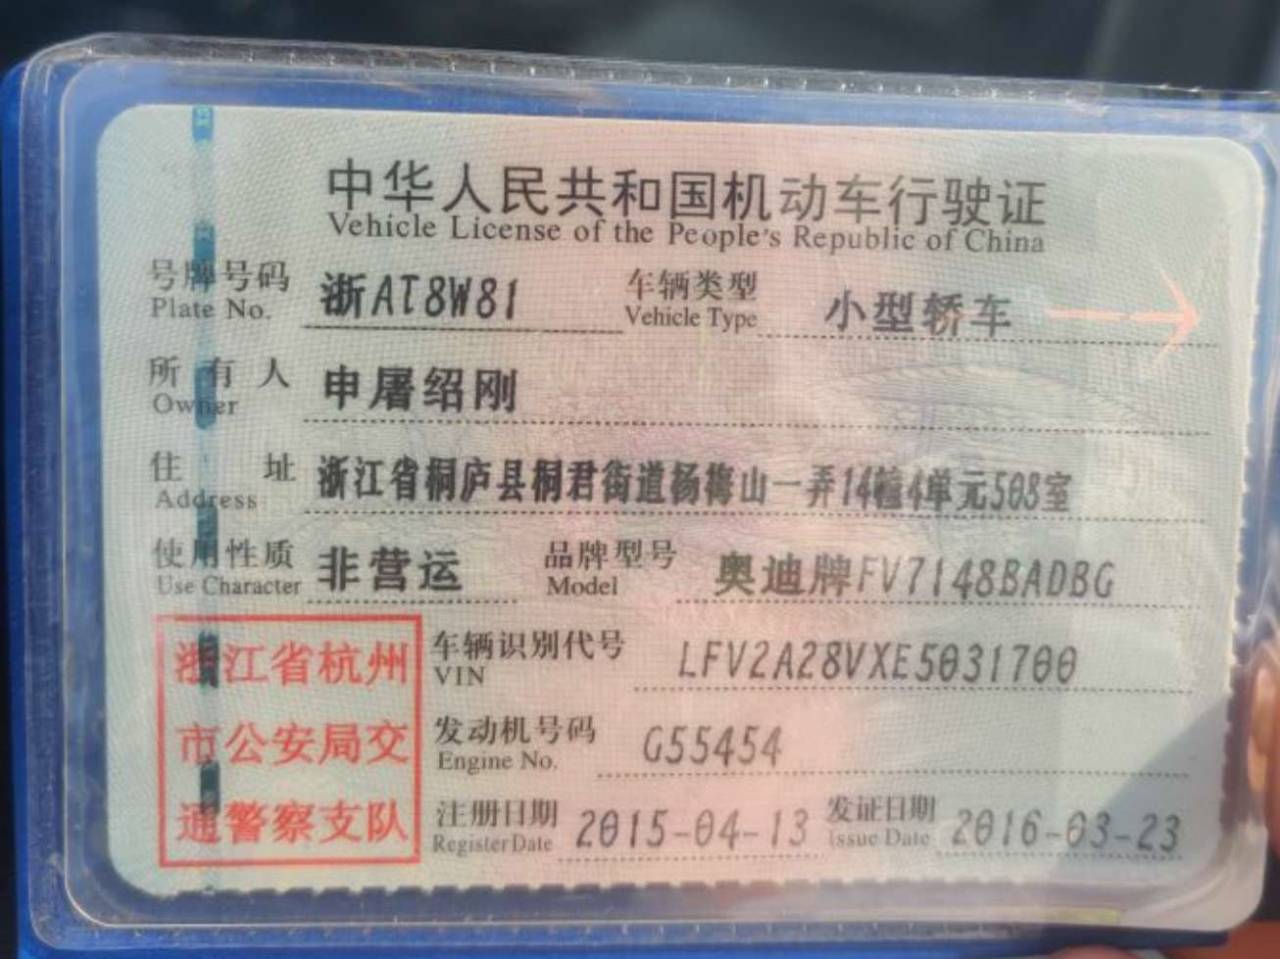 中华人民共和国机动车行驶证
Vehicle License of the People's Republic of China
号牌号码 浙AT8W81 车辆类型 小型轿车
Plate No. Vehicle Type
所有人 申屠绍刚
Owner
住址 浙江省桐庐县桐君街道杨梅山一弄14幢4单元508室
Address
使用性质 非营运 品牌型号 奥迪牌FV7148BADBG
Use Character Model
浙江省杭州
市公安局交
通警察支队
车辆识别代号 LFV2A28VXE5031700
VIN
发动机号码 G55454
Engine No.
注册日期 2015-04-13 发证日期 2016-03-23
Register Date Issue Date